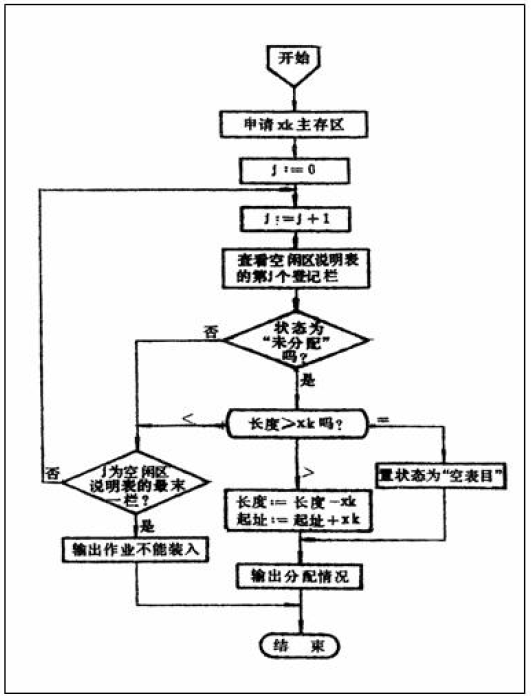 开始
申请xk主存区
j:=0
j:=j+1
查看空闲区说明表
的第j个登记栏
否
状态为
“未分配”
吗?
是
<
长度≥xk吗?
=
否
j为空闲区
说明表的最末
一栏?
>
置状态为“空表目”
长度:=长度-xk
起址:=起址+xk
是
输出作业不能装入
输出分配情况
结 束